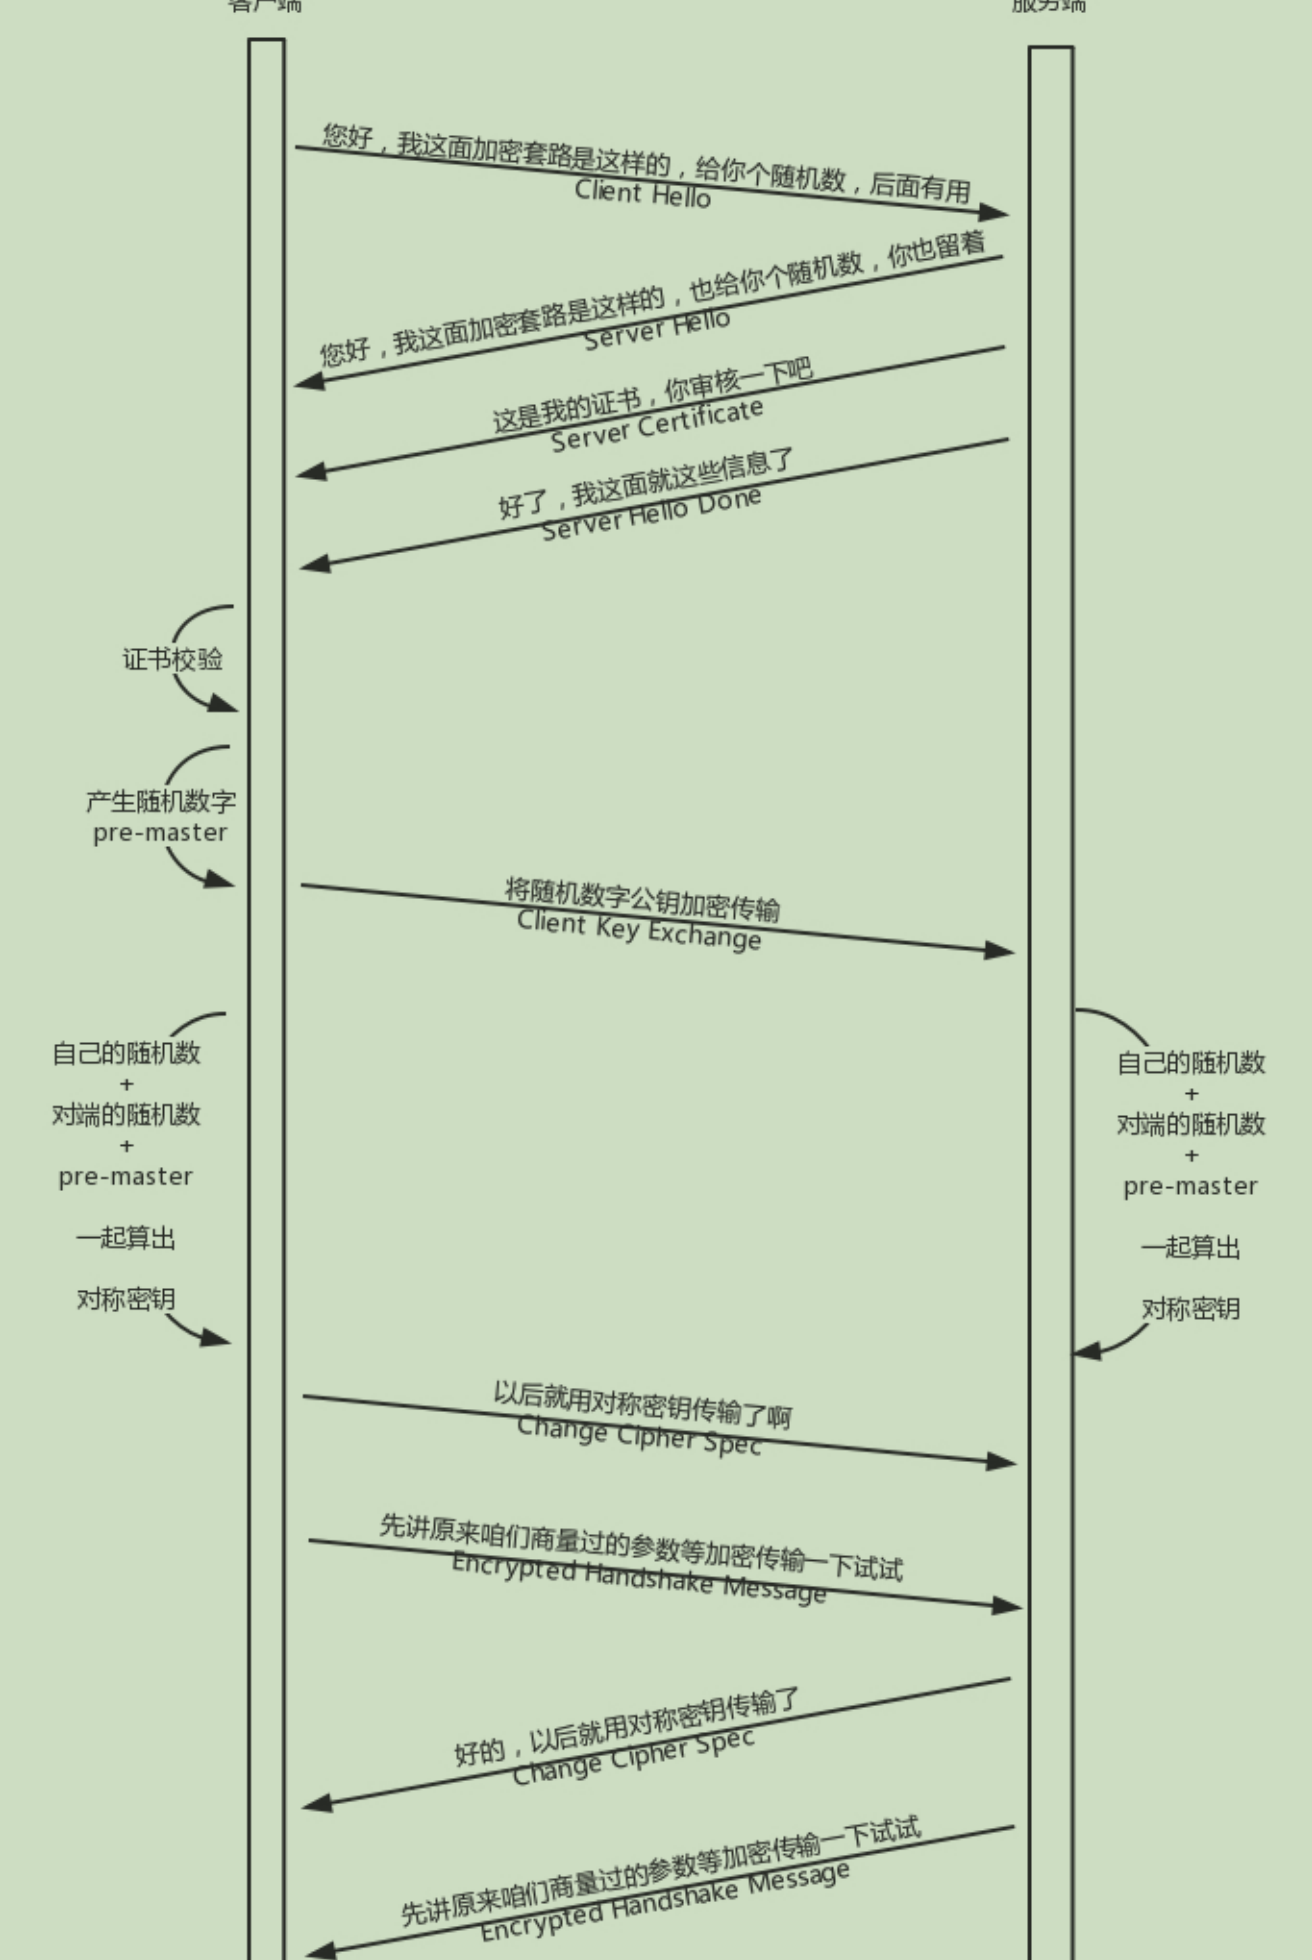 客户端
服务端
您好，我这面加密套路是这样的，给你个随机数，后面有用
Client Hello
您好，我这面加密套路是这样的，也给你个随机数，你也留着
Server Hello
这是我的证书，你审核一下吧
Server Certificate
好了，我这面就这些信息了
Server Hello Done
证书校验
产生随机数字
pre-master
将随机数字公钥加密传输
Client Key Exchange
自己的随机数
+
对端的随机数
+
pre-master
一起算出
对称密钥
自己的随机数
+
对端的随机数
+
pre-master
一起算出
对称密钥
以后就用对称密钥传输了啊
Change Cipher Spec
先讲原来咱们商量过的参数等加密传输一下试试
Encrypted Handshake Message
好的，以后就用对称密钥传输了
Change Cipher Spec
先讲原来咱们商量过的参数等加密传输一下试试
Encrypted Handshake Message